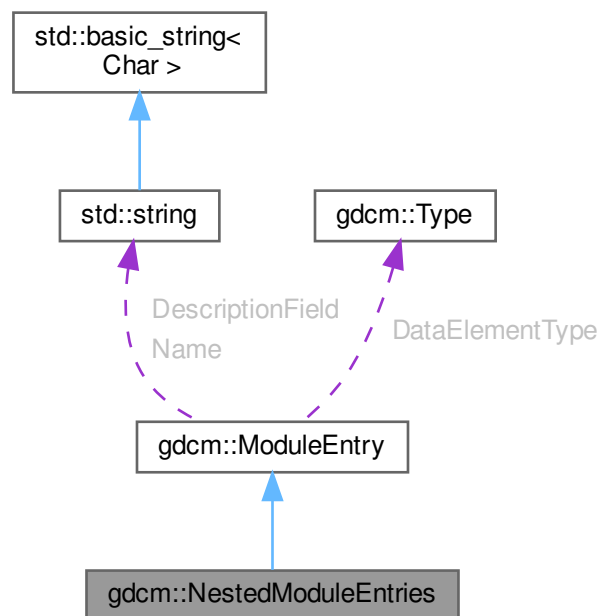 std::basic_string<
Char >
std::string
gdcm::Type
DescriptionField
Name
DataElementType
gdcm::ModuleEntry
gdcm::NestedModuleEntries